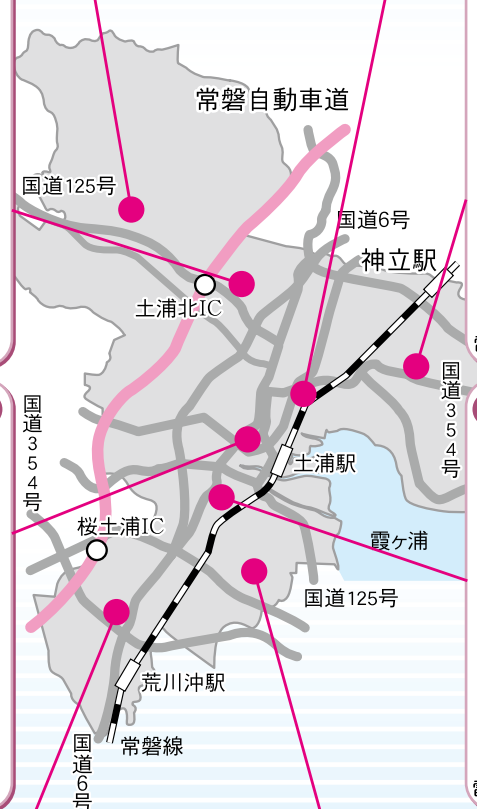 常磐自動車道
国道125号
国道6号
神立駅
土浦北IC
国道354号
国道354号
土浦駅
桜土浦IC
霞ヶ浦
国道125号
荒川沖駅
常磐線
国道6号